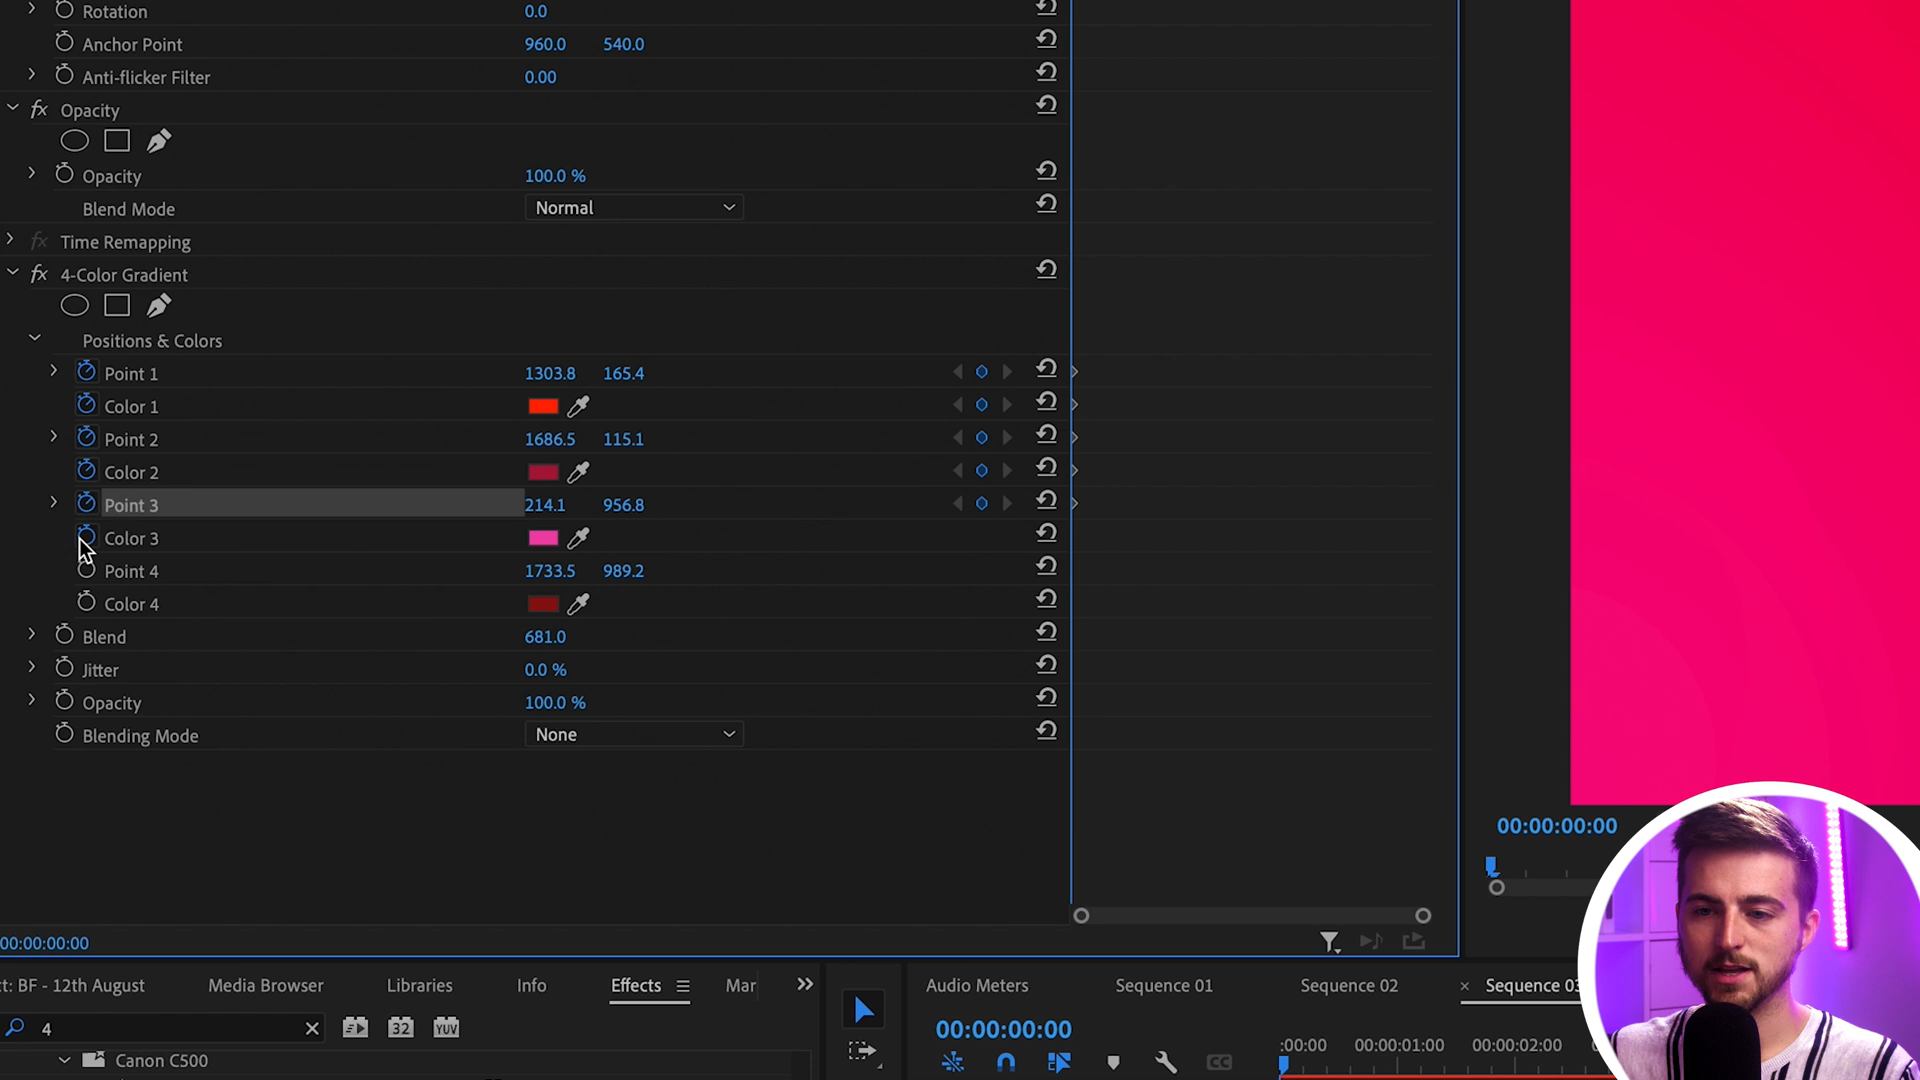 Rotation 0.0
Anchor Point 960.0 540.0
Anti-flicker Filter 0.00
fx Opacity
Opacity 100.0 %
Blend Mode Normal
fx Time Remapping
fx 4-Color Gradient
Positions & Colors
Point 1 1303.8 165.4
Color 1
Point 2 1686.5 115.1
Color 2
Point 3 214.1 956.8
Color 3
Point 4 1733.5 989.2
Color 4
Blend 681.0
Jitter 0.0 %
Opacity 100.0 %
Blending Mode None
00:00:00:00
00:00:00:00
t: BF - 12th August Media Browser Libraries Info Effects Mar
4 32 YUV
Canon C500
Audio Meters Sequence 01 Sequence 02 × Sequence 03
00:00:00:00
CC
:00:00 00:00:01:00 00:00:02:00